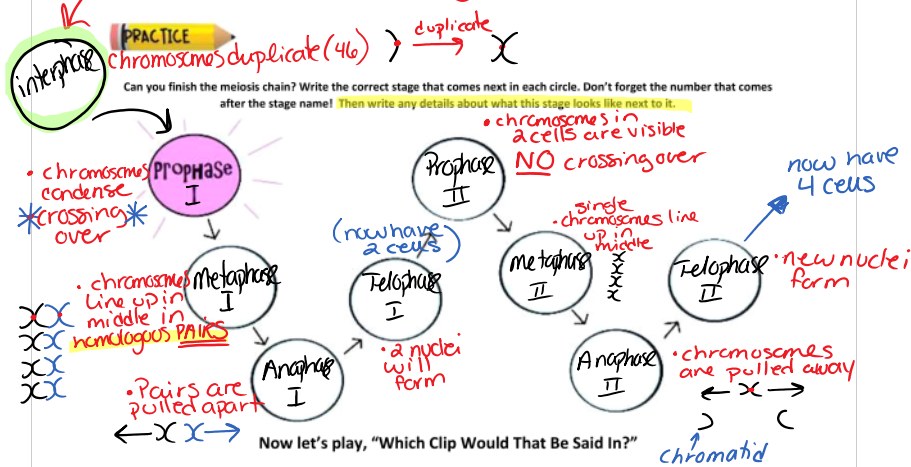 interphase
PRACTICE
duplicate
chromosomes duplicate (46)
Can you finish the meiosis chain? Write the correct stage that comes next in each circle. Don't forget the number that comes
after the stage name! Then write any details about what this stage looks like next to it.
PROPHASE
I
• chromosomes
condense
*crossing*
over
Metaphase
I
• chromosomes
line up in
middle in
homologous PAIRS
Anaphase
I
• Pairs are
pulled apart
Telophase
I
• 2 nuclei
will
form
(now have
2 cells)
Prophase
II
• chromosomes in
2 cells are visible
NO crossing over
Metaphase
II
• single
chromosomes line
up in
middle
Anaphase
II
• chromosomes
are pulled away
chromatid
Telophase
II
• new nuclei
form
now have
4 cells
Now let's play, "Which Clip Would That Be Said In?"